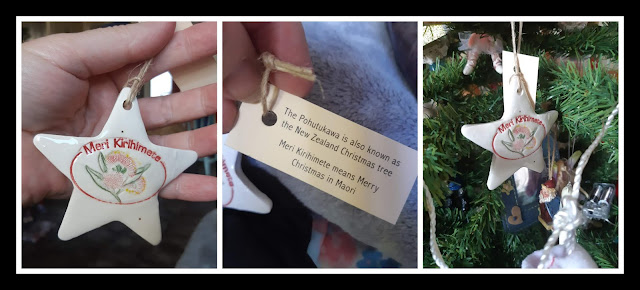 Meri Kirihimete
The Pohutukawa is also known as
the New Zealand Christmas tree
Meri Kirihimete means Merry
Christmas in Maori
Meri Kirihimete